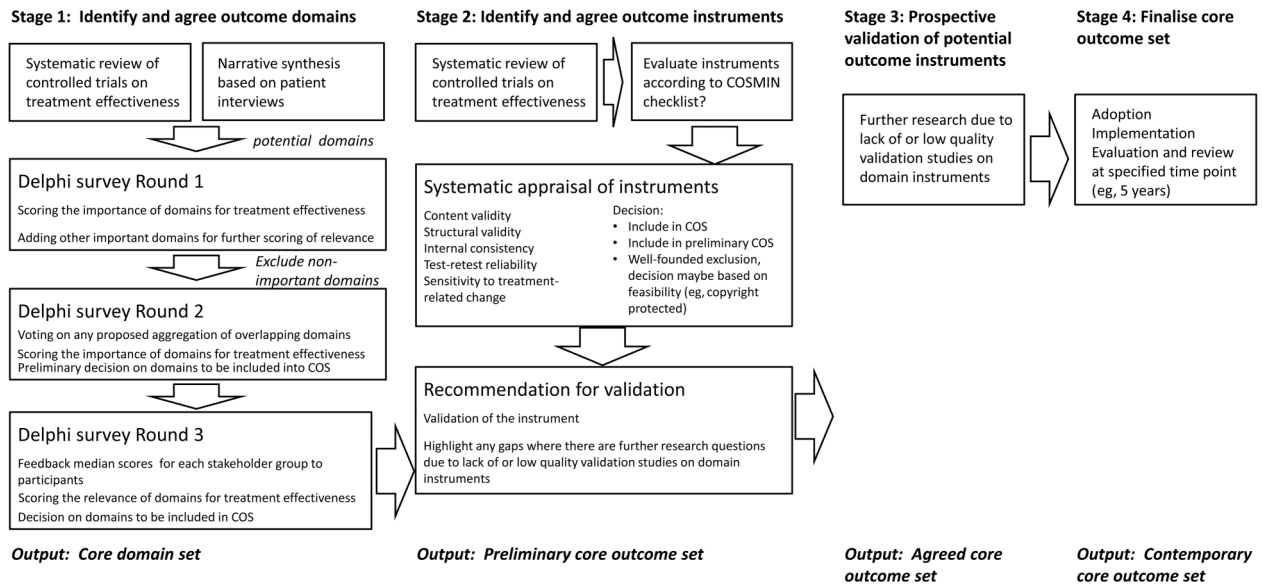 Stage 1:  Identify and agree outcome domains
Systematic review of
controlled trials on
treatment effectiveness
Narrative synthesis
based on patient
interviews
potential  domains
Delphi survey Round 1
Scoring the importance of domains for treatment effectiveness
Adding other important domains for further scoring of relevance
Exclude non-
important domains
Delphi survey Round 2
Voting on any proposed aggregation of overlapping domains
Scoring the importance of domains for treatment effectiveness
Preliminary decision on domains to be included into COS
Delphi survey Round 3
Feedback median scores  for each stakeholder group to
participants
Scoring the relevance of domains for treatment effectiveness
Decision on domains to be included in COS
Output:  Core domain set
Stage 2: Identify and agree outcome instruments
Systematic review of
controlled trials on
treatment effectiveness
Evaluate instruments
according to COSMIN
checklist?
Systematic appraisal of instruments
Content validity
Structural validity
Internal consistency
Test-retest reliability
Sensitivity to treatment-
related change
Decision:
• Include in COS
• Include in preliminary COS
• Well-founded exclusion,
decision maybe based on
feasibility (eg, copyright
protected)
Recommendation for validation
Validation of the instrument
Highlight any gaps where there are further research questions
due to lack of or low quality validation studies on domain
instruments
Output:  Preliminary core outcome set
Stage 3: Prospective
validation of potential
outcome instruments
Further research due to
lack of or low quality
validation studies on
domain instruments
Output:  Agreed core
outcome set
Stage 4: Finalise core
outcome set
Adoption
Implementation
Evaluation and review
at specified time point
(eg, 5 years)
Output:  Contemporary
core outcome set